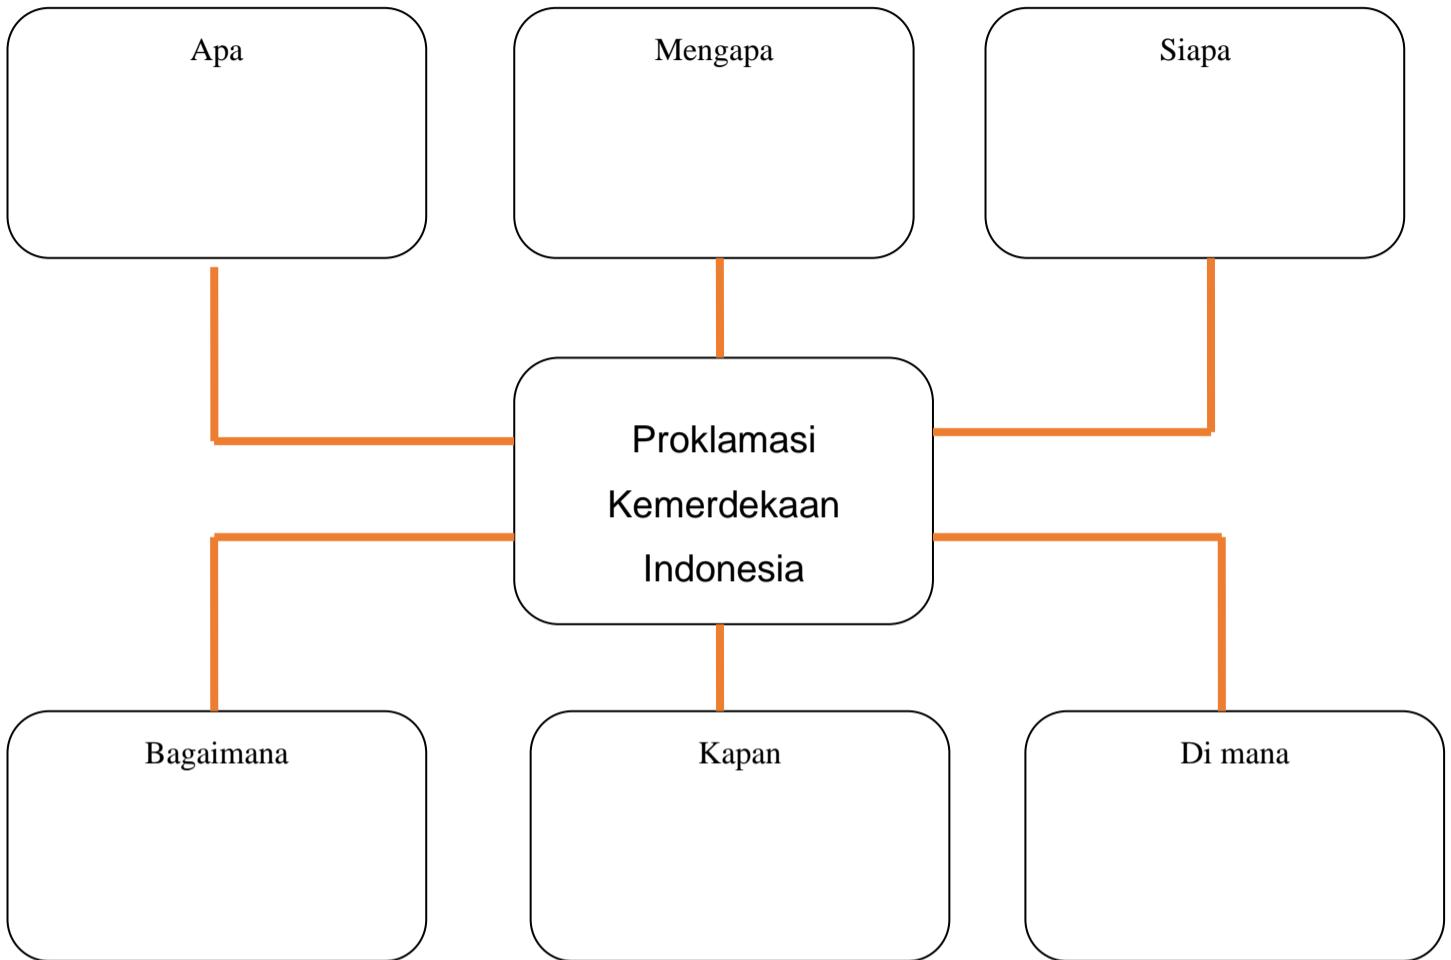 Apa
Mengapa
Siapa
Proklamasi
Kemerdekaan
Indonesia
Bagaimana
Kapan
Di mana